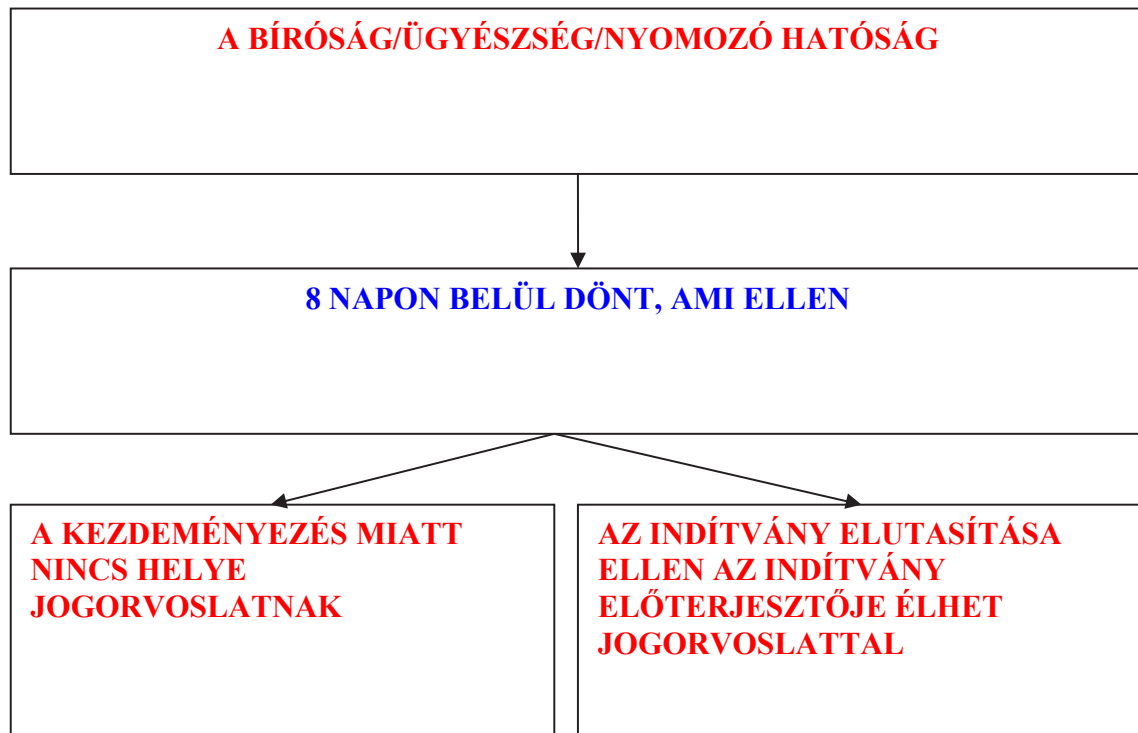 A BÍRÓSÁG/ÜGYÉSZSÉG/NYOMOZÓ HATÓSÁG
8 NAPON BELÜL DÖNT, AMI ELLEN
A KEZDEMÉNYEZÉS MIATT
NINCS HELYE
JOGORVOSLATNAK
AZ INDÍTVÁNY ELUTASÍTÁSA
ELLEN AZ INDÍTVÁNY
ELŐTERJESZTŐJE ÉLHET
JOGORVOSLATTAL